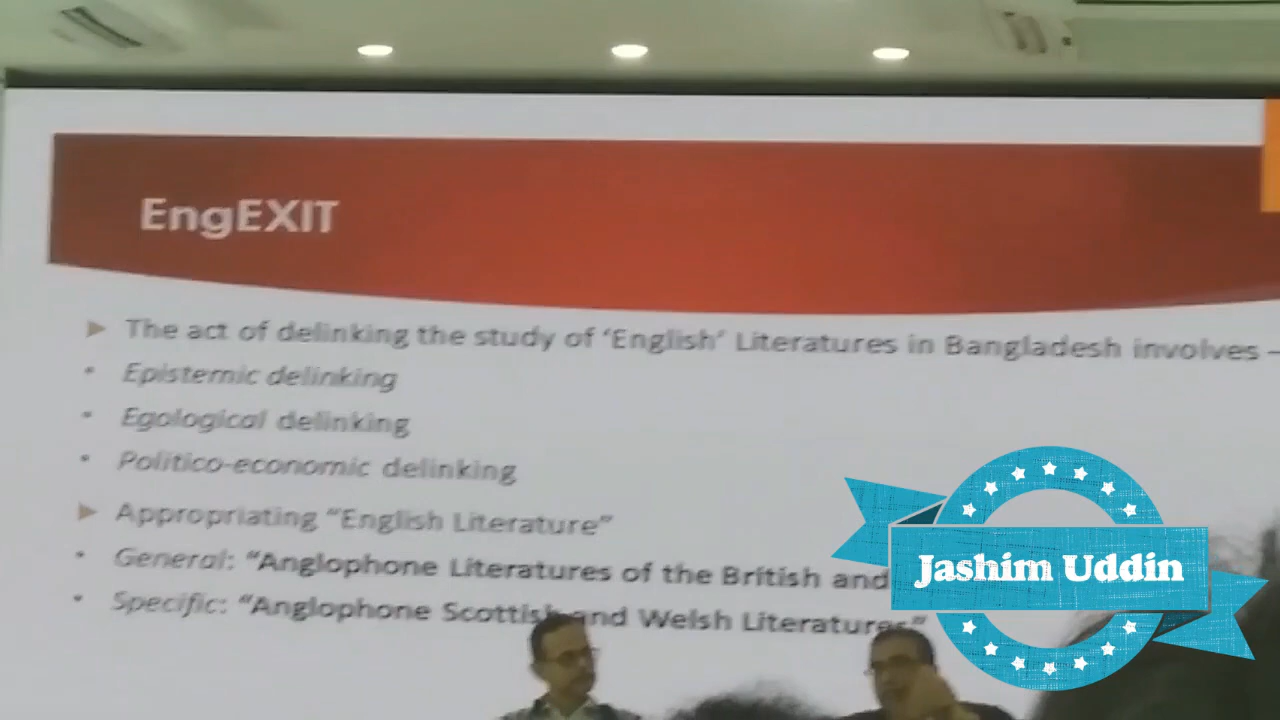 EngEXIT
The act of delinking the study of ‘English’ Literatures in Bangladesh involves –
Epistemic delinking
Egological delinking
Politico-economic delinking
Appropriating “English Literature”
General: “Anglophone Literatures of the British and
Specific: “Anglophone Scottish and Welsh Literatures”
Jashim Uddin